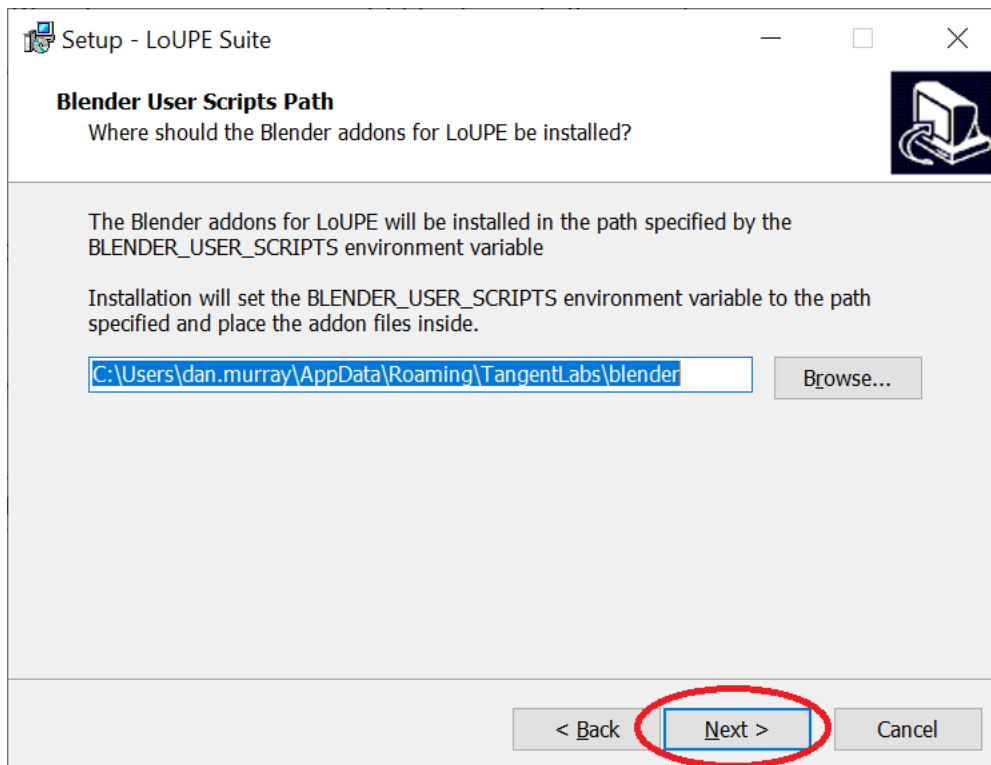 Setup - LoUPE Suite
Blender User Scripts Path
Where should the Blender addons for LoUPE be installed?
The Blender addons for LoUPE will be installed in the path specified by the
BLENDER_USER_SCRIPTS environment variable
Installation will set the BLENDER_USER_SCRIPTS environment variable to the path
specified and place the addon files inside.
C:\Users\dan.murray\AppData\Roaming\TangentLabs\blender
Browse...
< Back
Next >
Cancel